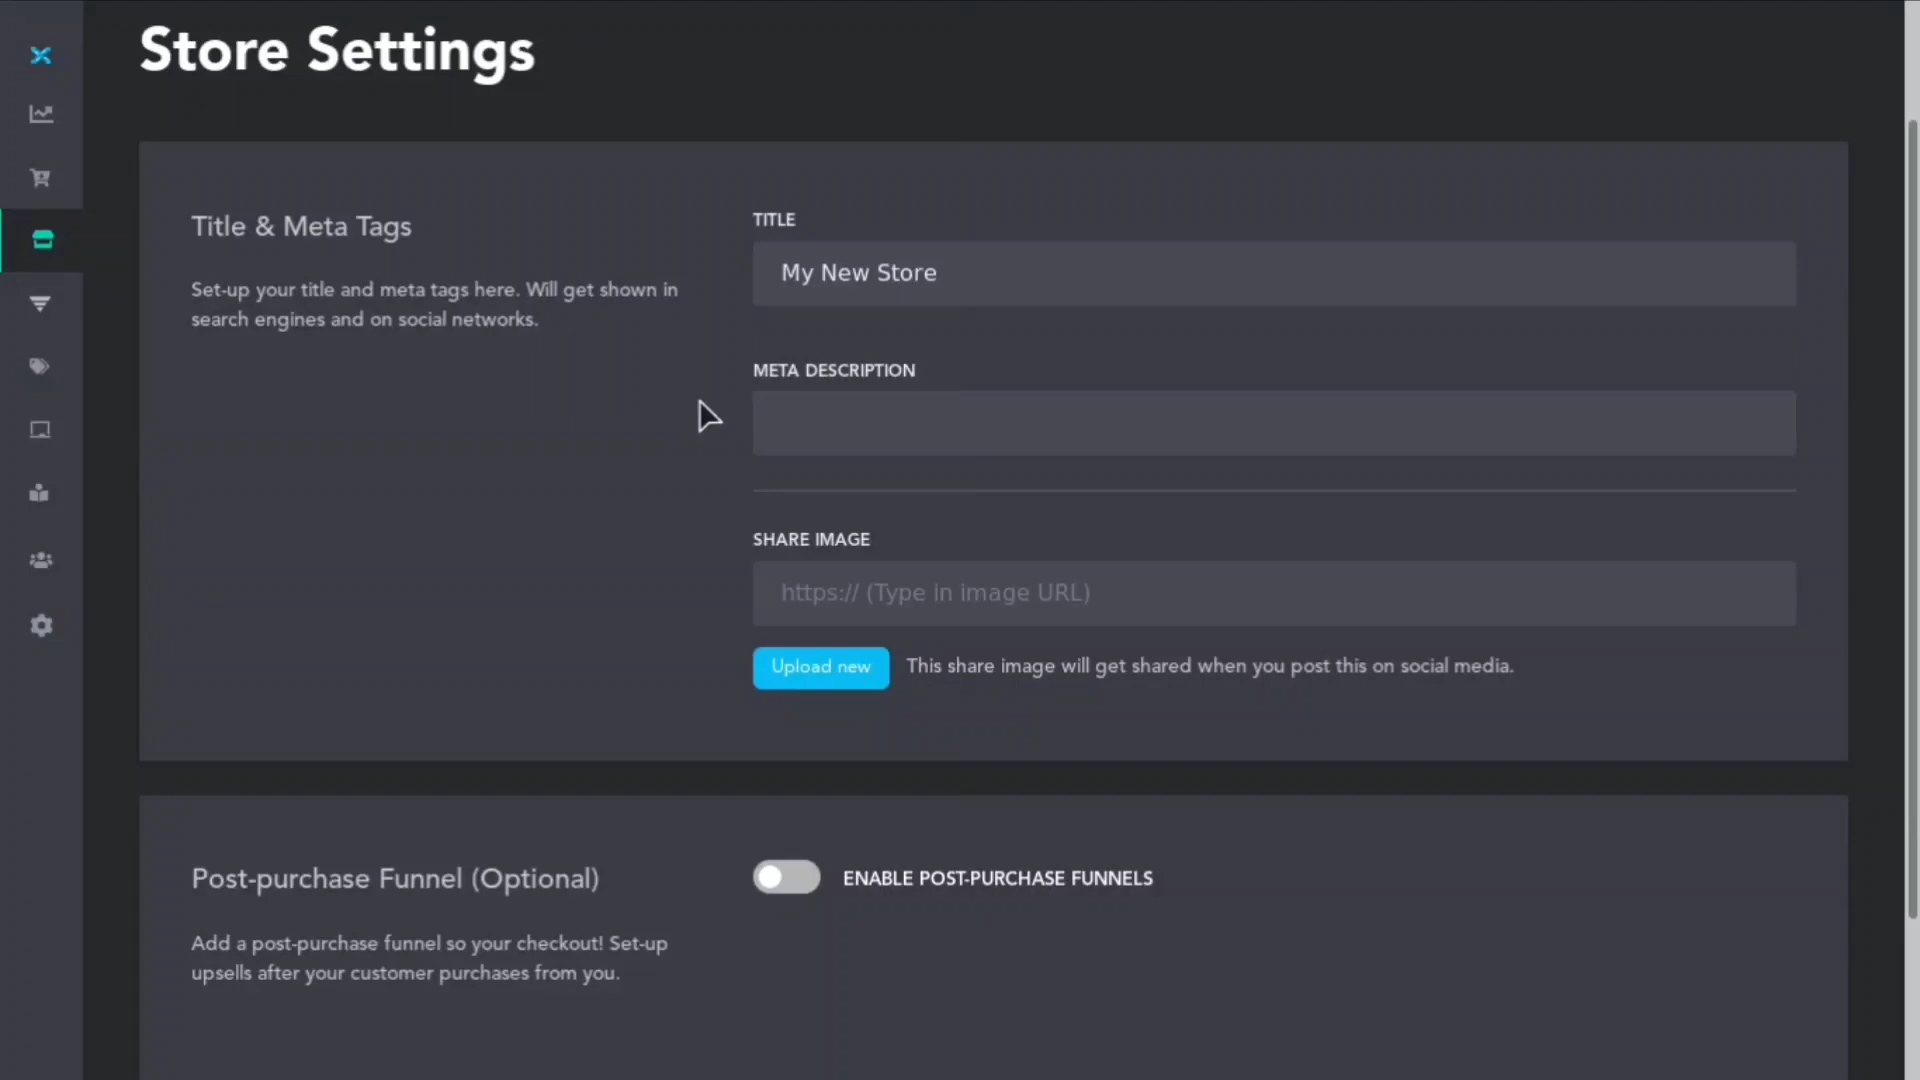 Store Settings
Title & Meta Tags
Set-up your title and meta tags here. Will get shown in
search engines and on social networks.
TITLE
My New Store
META DESCRIPTION
SHARE IMAGE
https:// (Type in image URL)
Upload new
This share image will get shared when you post this on social media.
Post-purchase Funnel (Optional)
Add a post-purchase funnel so your checkout! Set-up
upsells after your customer purchases from you.
ENABLE POST-PURCHASE FUNNELS